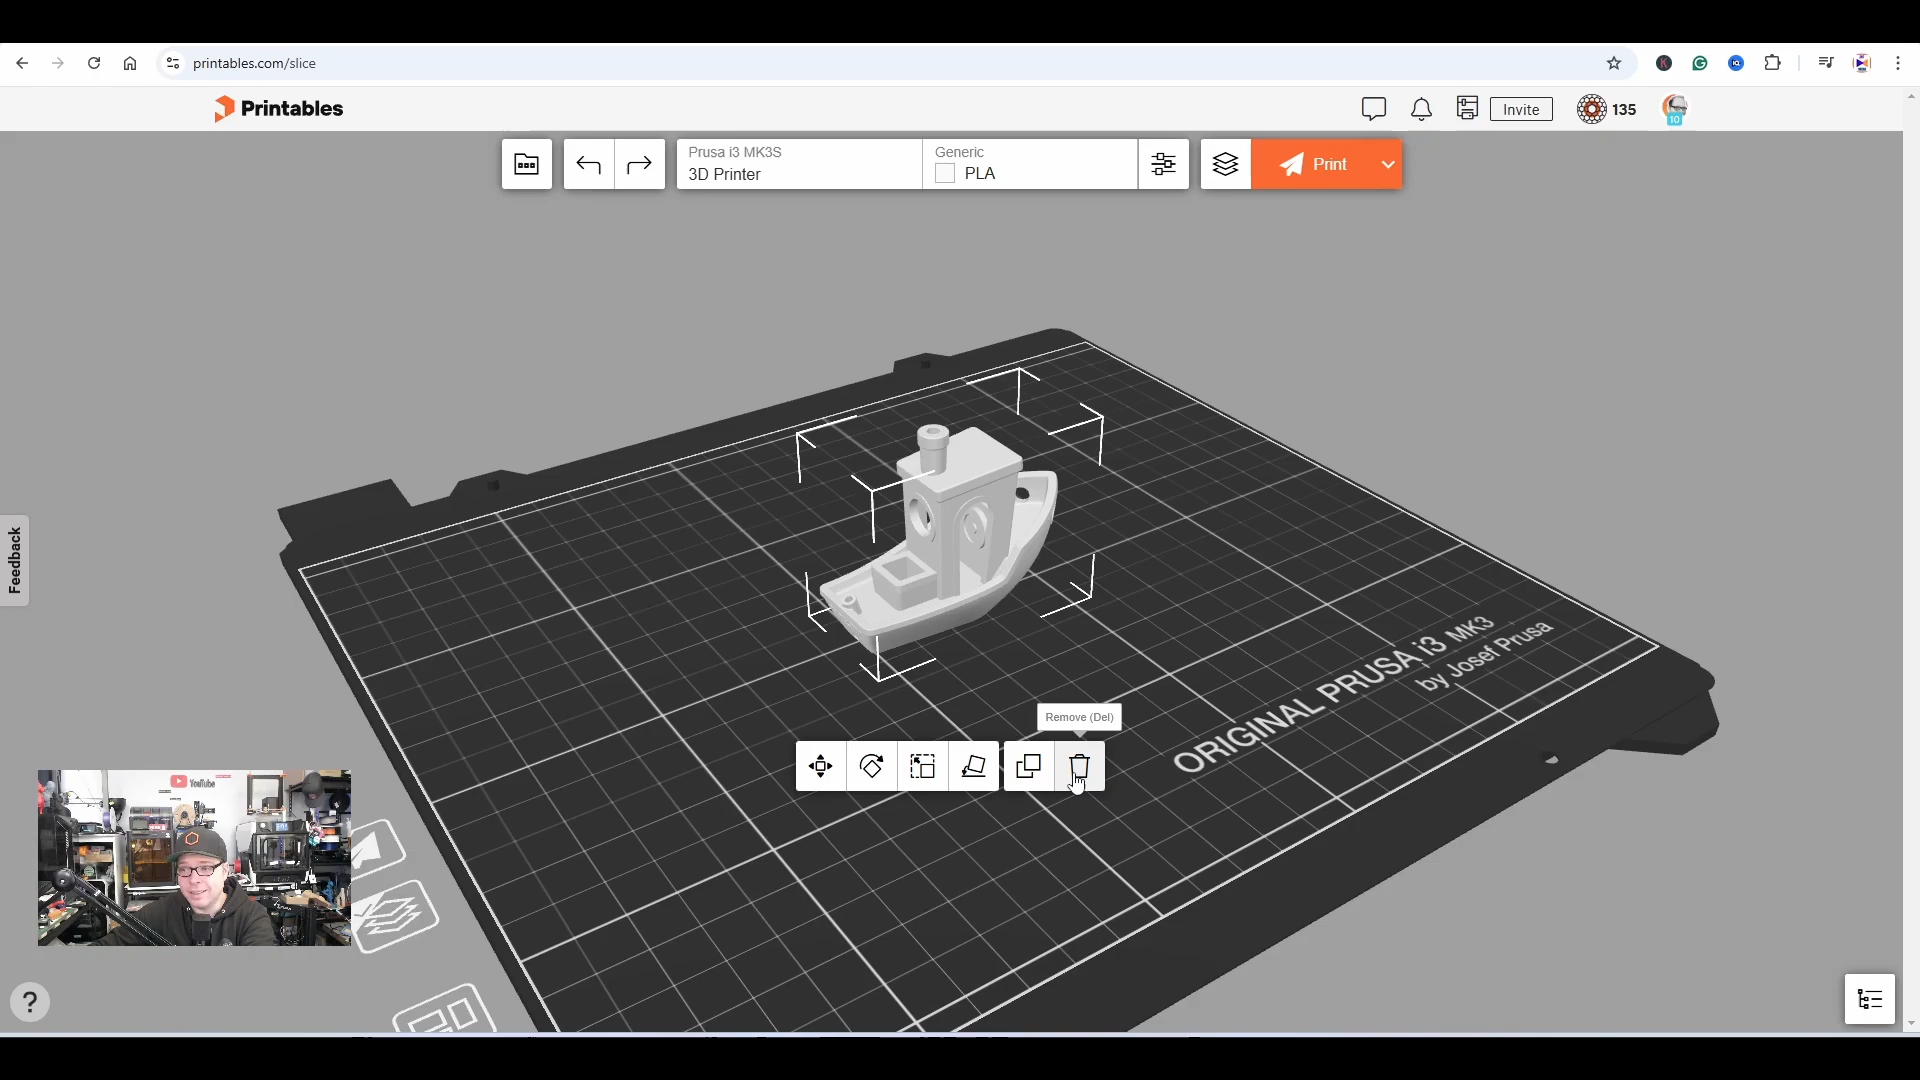 printables.com/slice
Printables
Invite
135
10
Prusa i3 MK3S
3D Printer
Generic
PLA
Print
Feedback
ORIGINAL PRUSA i3 MK3
by Josef Prusa
Remove (Del)
YouTube
?